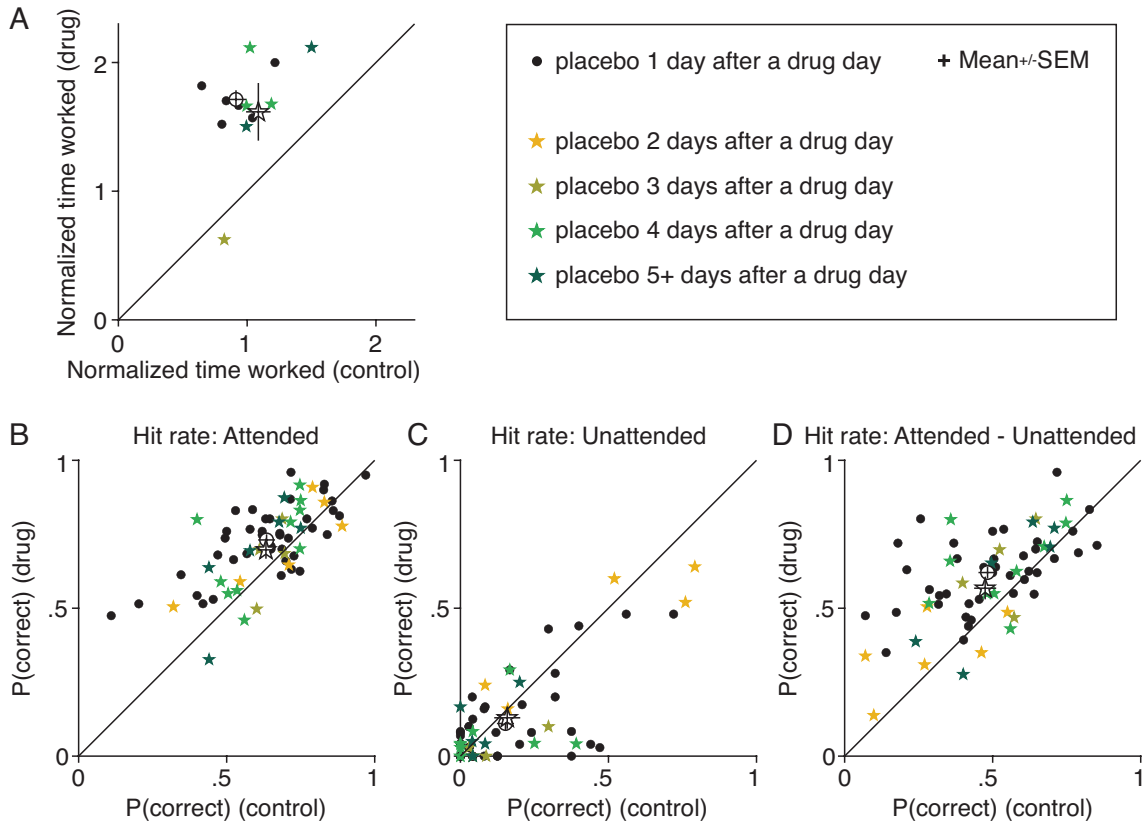 A
Normalized time worked (drug)
2
1
0
0
1
2
Normalized time worked (control)
placebo 1 day after a drug day
Mean+/-SEM
placebo 2 days after a drug day
placebo 3 days after a drug day
placebo 4 days after a drug day
placebo 5+ days after a drug day
B
Hit rate: Attended
P(correct) (drug)
1
.5
0
0
.5
1
P(correct) (control)
C
Hit rate: Unattended
P(correct) (drug)
1
.5
0
0
.5
1
P(correct) (control)
D
Hit rate: Attended - Unattended
P(correct) (drug)
1
.5
0
0
.5
1
P(correct) (control)